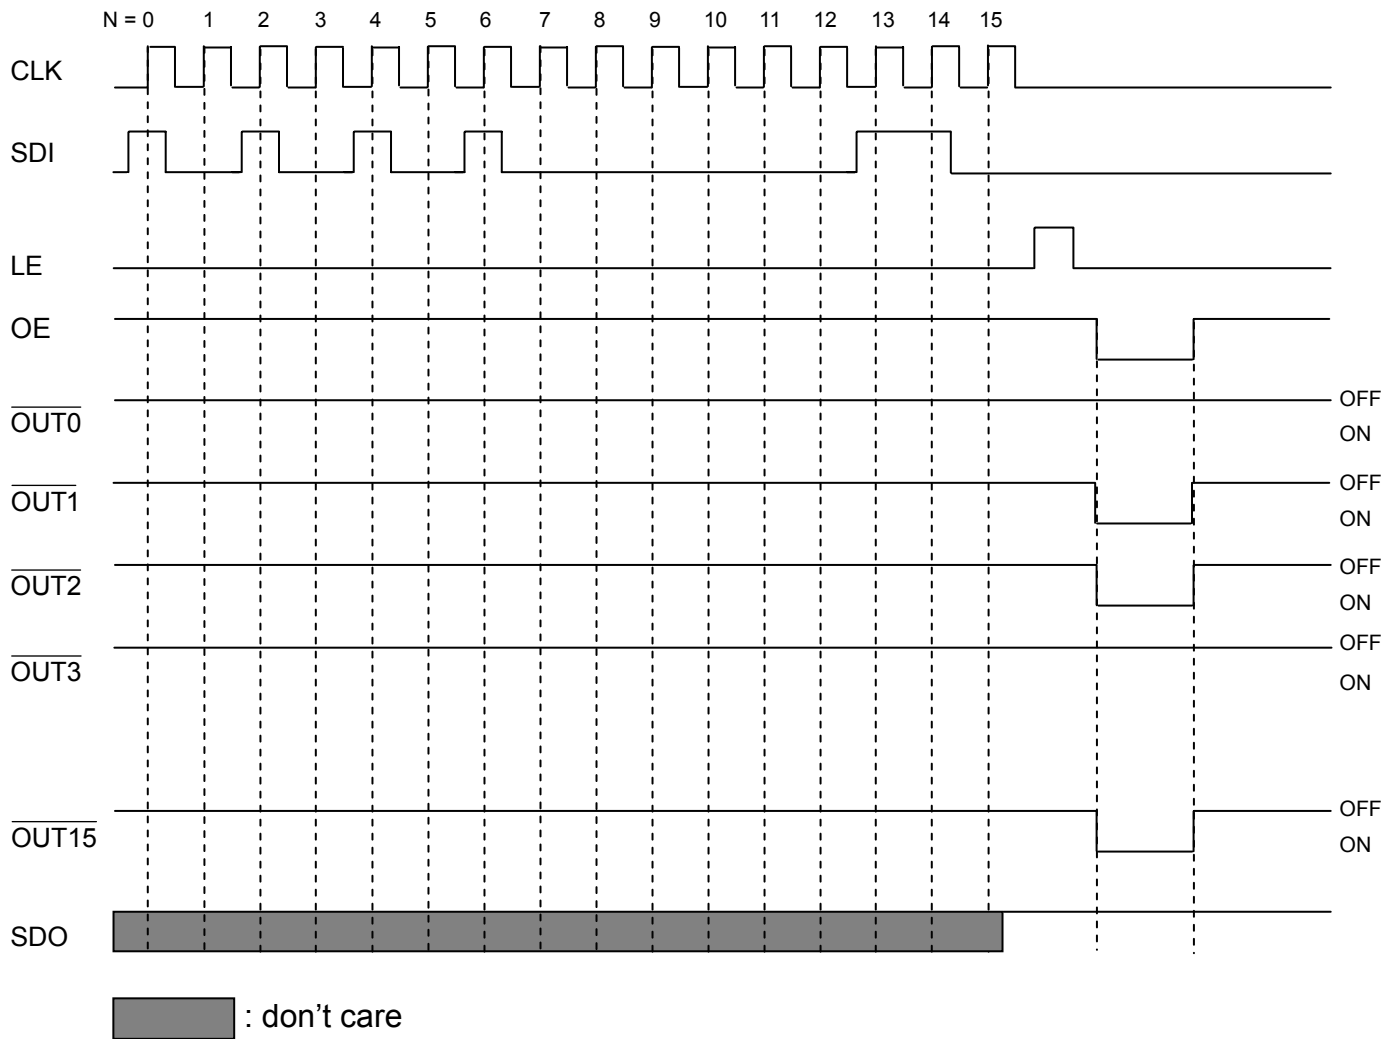 N = 0 1 2 3 4 5 6 7 8 9 10 11 12 13 14 15
CLK
SDI
LE
OE
OUT0
OFF
ON
OUT1
OFF
ON
OUT2
OFF
ON
OUT3
OFF
ON
OUT15
OFF
ON
SDO
: don’t care